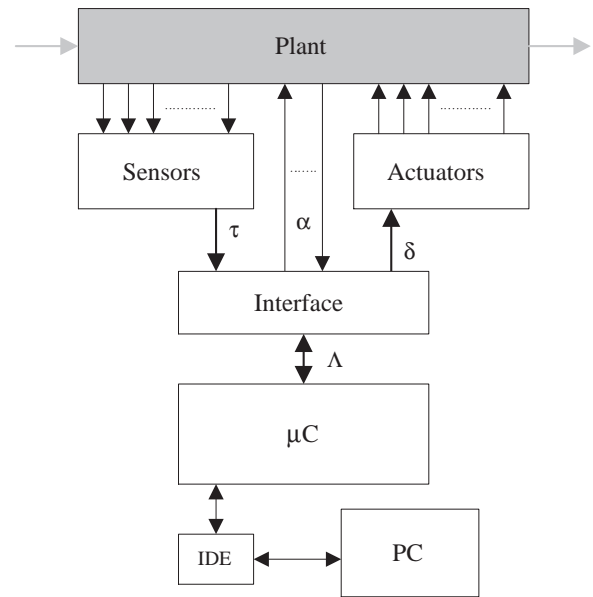 Plant
Sensors
Actuators
τ
α
δ
Interface
Λ
μC
IDE
PC